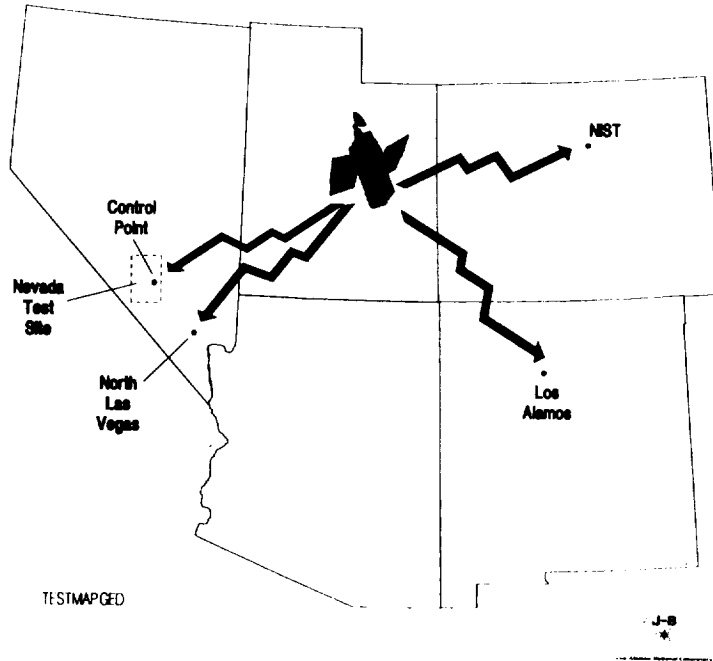 NIST
Control
Point
Nevada
Test
Site
North
Las
Vegas
Los
Alamos
TESTMAPGED
J-8